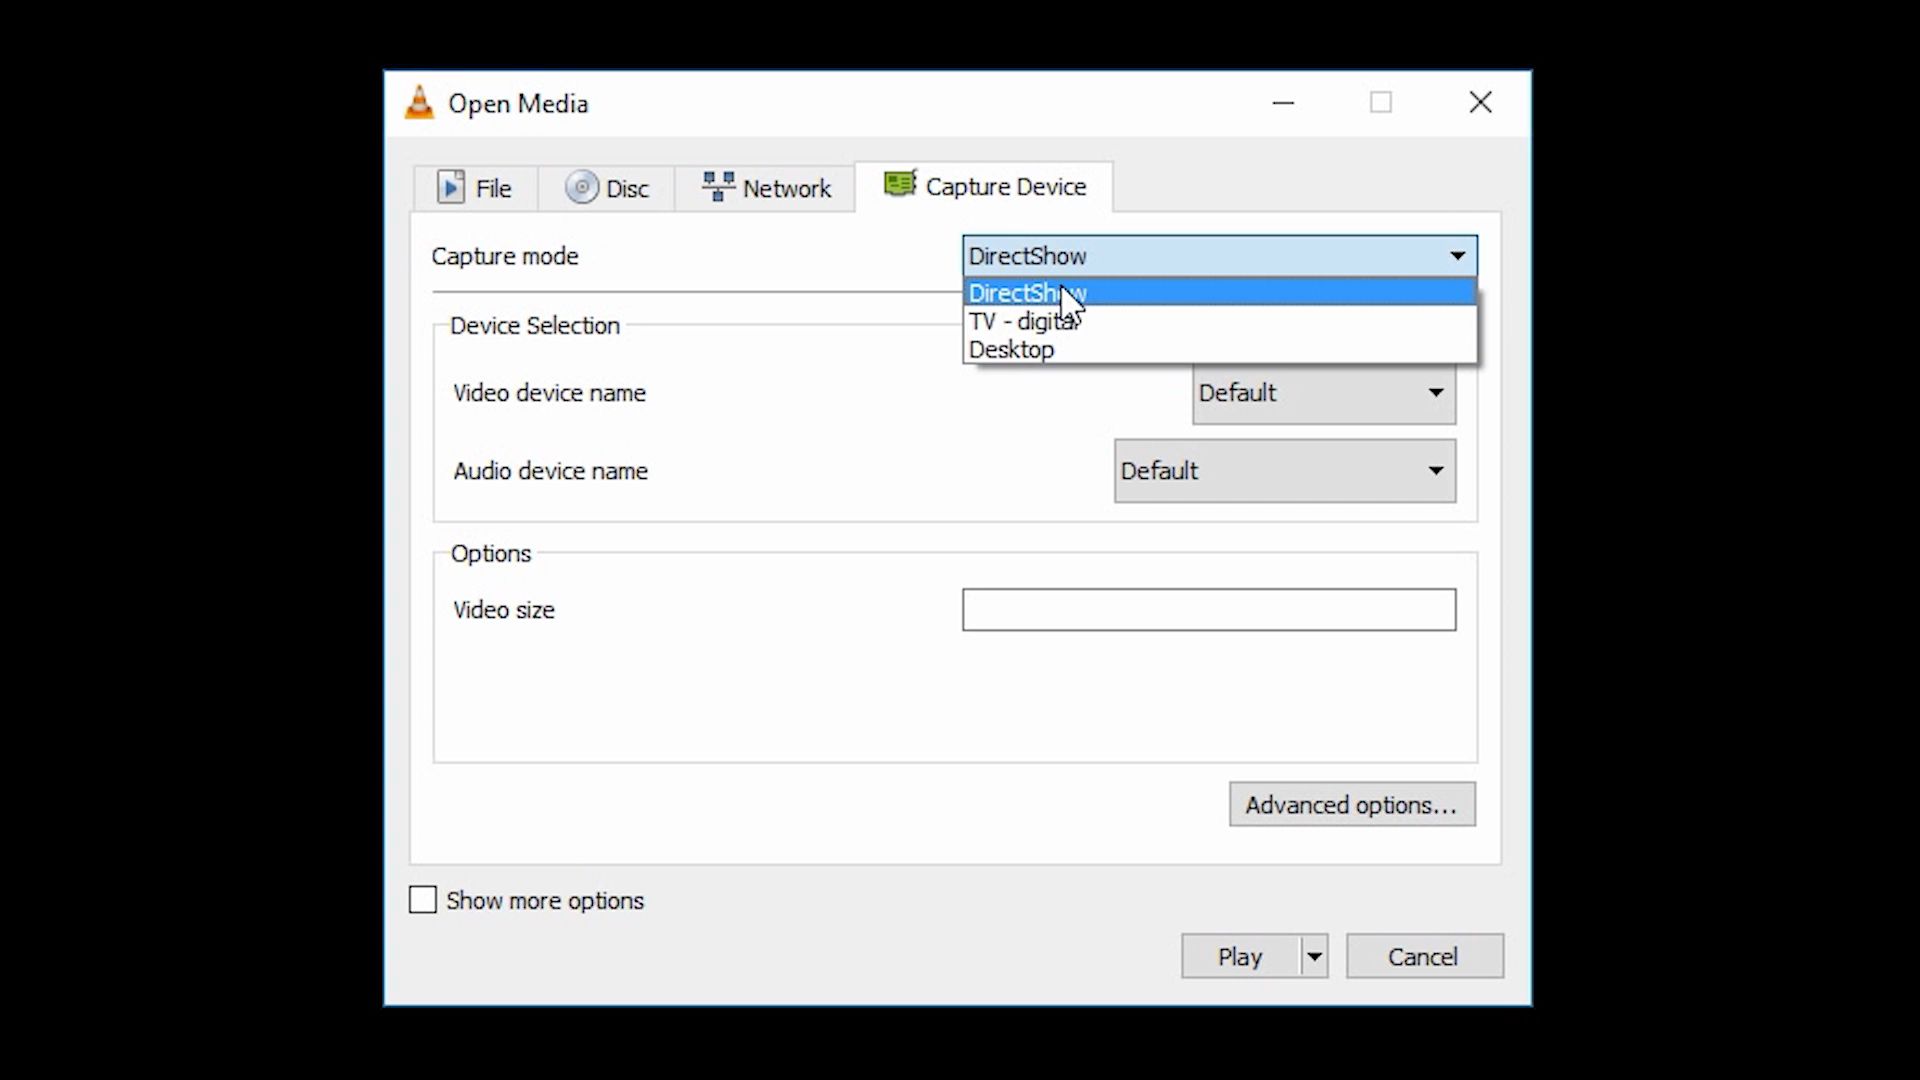 Open Media
File Disc Network Capture Device
Capture mode DirectShow
DirectShow
TV - digital
Desktop
Device Selection
Video device name Default
Audio device name Default
Options
Video size
Advanced options...
Show more options
Play Cancel